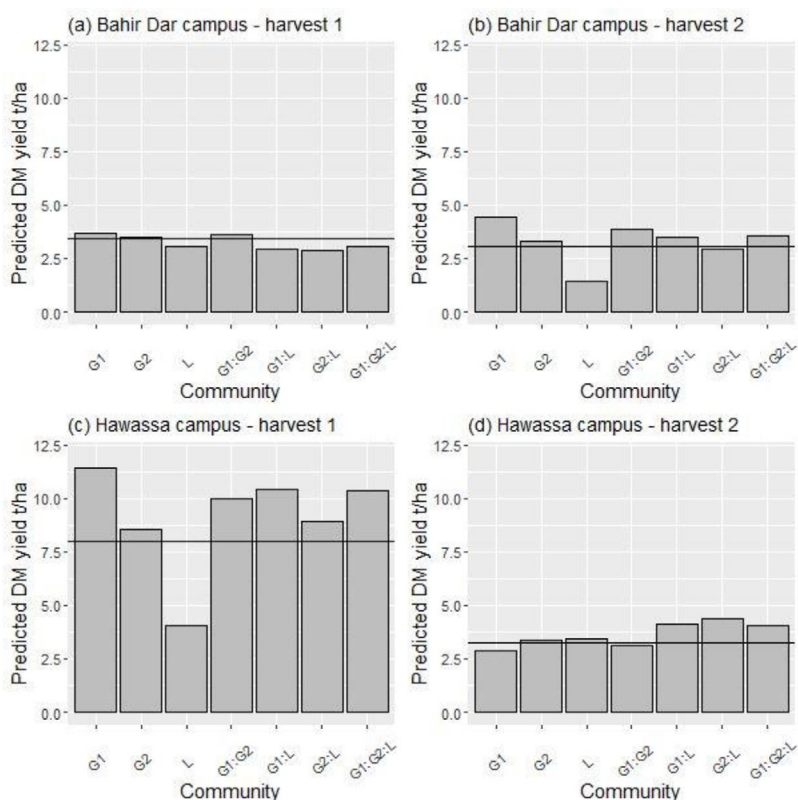 (a) Bahir Dar campus - harvest 1
Predicted DM yield t/ha
12.5
10.0
7.5
5.0
2.5
0.0
G1 G2 L G1:G2 G1:L G2:L G1:G2:L
Community
(b) Bahir Dar campus - harvest 2
Predicted DM yield t/ha
12.5
10.0
7.5
5.0
2.5
0.0
G1 G2 L G1:G2 G1:L G2:L G1:G2:L
Community
(c) Hawassa campus - harvest 1
Predicted DM yield t/ha
12.5
10.0
7.5
5.0
2.5
0.0
G1 G2 L G1:G2 G1:L G2:L G1:G2:L
Community
(d) Hawassa campus - harvest 2
Predicted DM yield t/ha
12.5
10.0
7.5
5.0
2.5
0.0
G1 G2 L G1:G2 G1:L G2:L G1:G2:L
Community